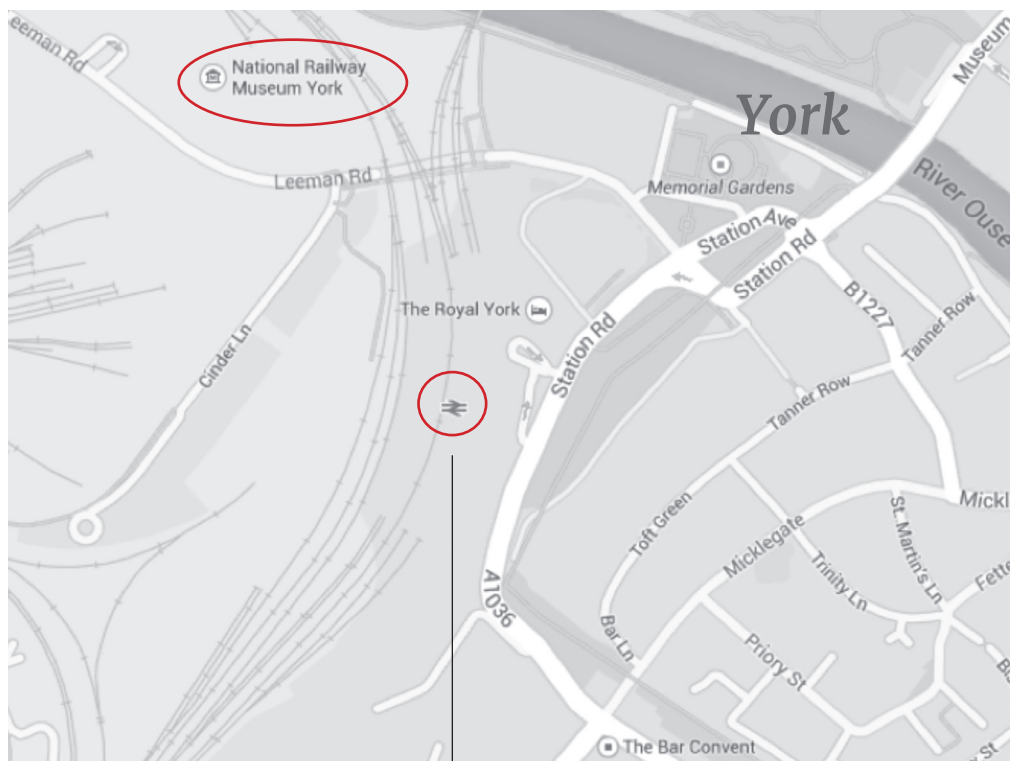 Leeman Rd
National Railway
Museum York
York
Museum
Leeman Rd
Memorial Gardens
River Ouse
Station Ave
Station Rd
The Royal York
B1227
Tanner Row
Station Rd
Cinder Ln
Tanner Row
Toft Green
Micklegate
Mickl
St. Martin's Ln
Trinity Ln
Fette
A1036
Bar Ln
Priory St
Bis
y St
The Bar Convent